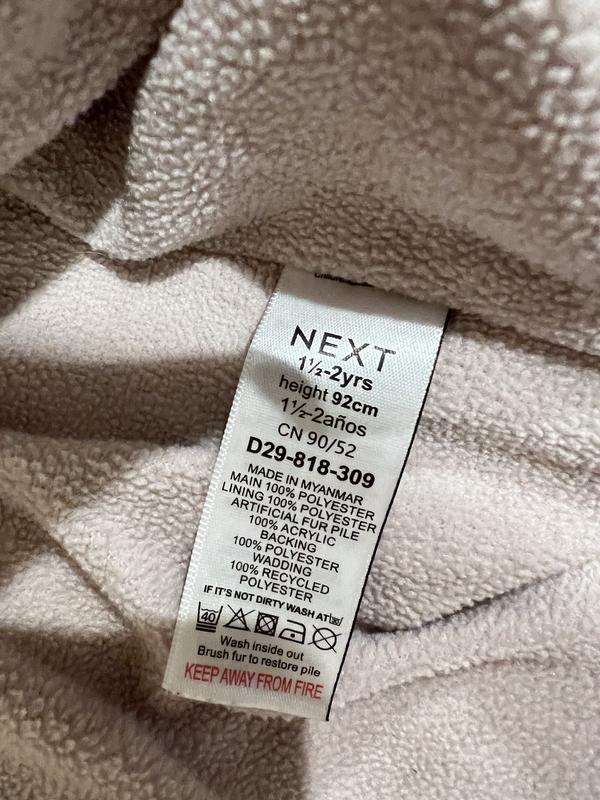 NEXT
1½-2yrs
height 92cm
1½-2años
CN 90/52
D29-818-309
MADE IN MYANMAR
MAIN 100% POLYESTER
LINING 100% POLYESTER
ARTIFICIAL FUR PILE
100% ACRYLIC
BACKING
100% POLYESTER
WADDING
100% RECYCLED
POLYESTER
IF IT'S NOT DIRTY WASH AT 30
40
Wash inside out
Brush fur to restore pile
KEEP AWAY FROM FIRE